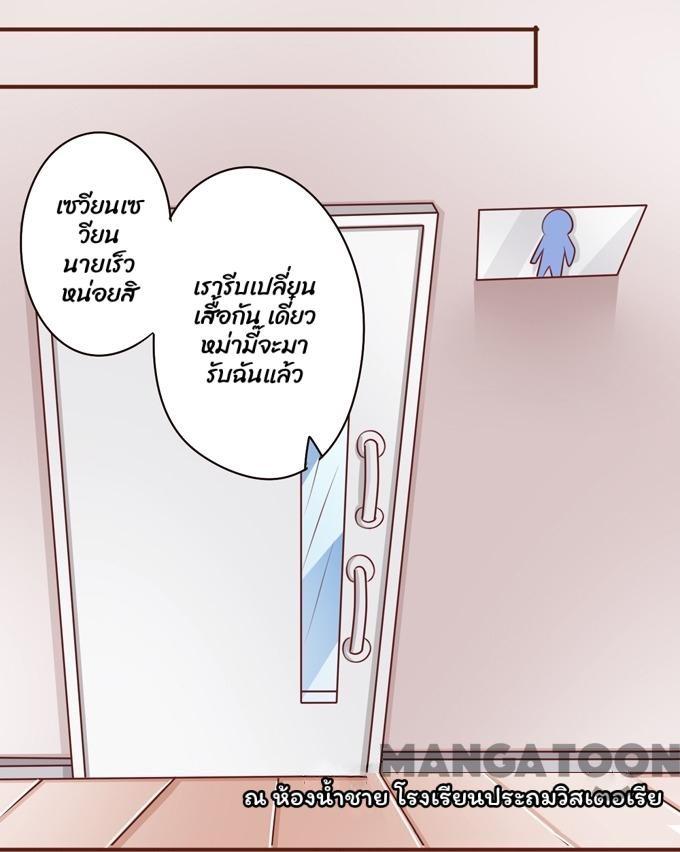 เซวียนเซ
วียน
นายเร็ว
หน่อยสิ
เรารีบเปลี่ยน
เสื้อกัน เดี๋ยว
หม่ามี๊จะมา
รับฉันแล้ว
MANGATOON
ณ ห้องน้ำชาย โรงเรียนประถมวิสเตอเรีย